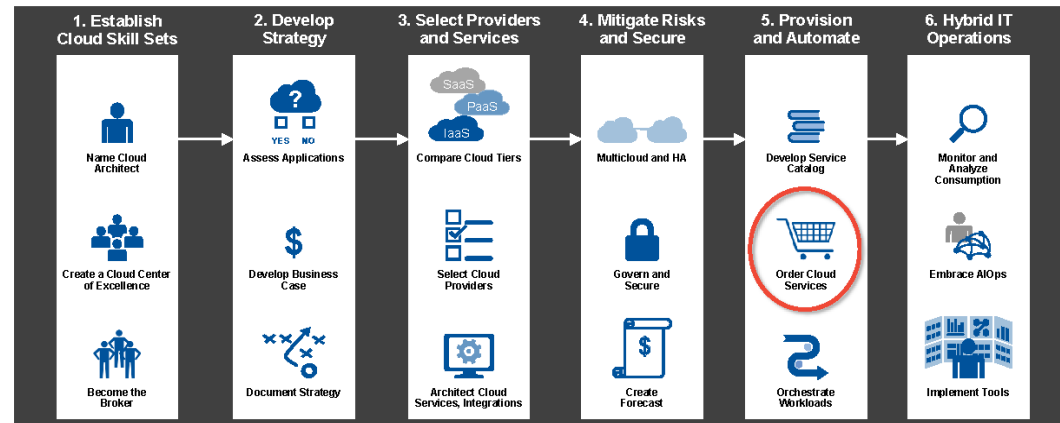 1. Establish
Cloud Skill Sets
2. Develop
Strategy
3. Select Providers
and Services
4. Mitigate Risks
and Secure
5. Provision
and Automate
6. Hybrid IT
Operations
Name Cloud
Architect
Create a Cloud Center
of Excellence
Become the
Broker
?
YES NO
Assess Applications
$
Develop Business
Case
Document Strategy
SaaS
PaaS
IaaS
Compare Cloud Tiers
Select Cloud
Providers
Architect Cloud
Services, Integrations
Multicloud and HA
Govern and
Secure
$
Create
Forecast
Develop Service
Catalog
Order Cloud
Services
Orchestrate
Workloads
Monitor and
Analyze
Consumption
Embrace AIOps
%
Implement Tools